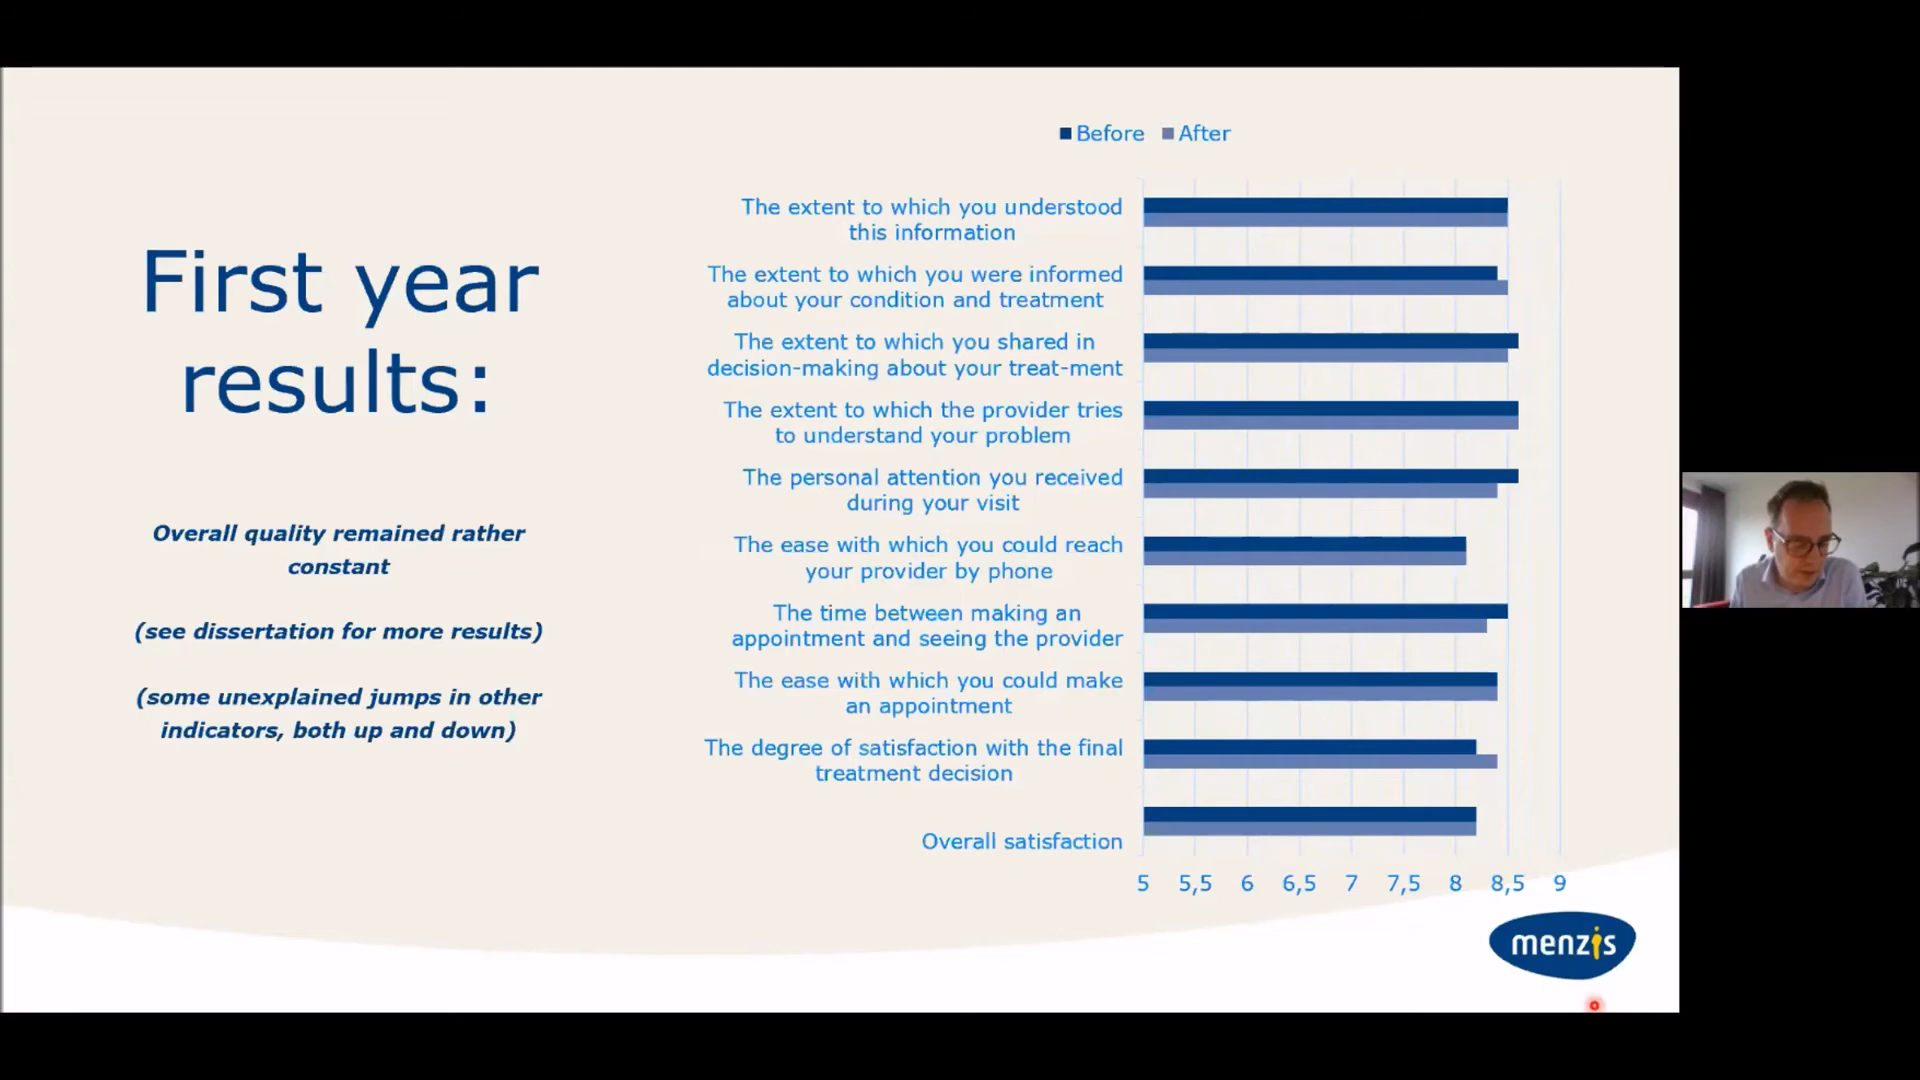 First year
results:
Overall quality remained rather
constant
(see dissertation for more results)
(some unexplained jumps in other
indicators, both up and down)
Before After
The extent to which you understood
this information
The extent to which you were informed
about your condition and treatment
The extent to which you shared in
decision-making about your treat-ment
The extent to which the provider tries
to understand your problem
The personal attention you received
during your visit
The ease with which you could reach
your provider by phone
The time between making an
appointment and seeing the provider
The ease with which you could make
an appointment
The degree of satisfaction with the final
treatment decision
Overall satisfaction
5 5,5 6 6,5 7 7,5 8 8,5 9
menzis